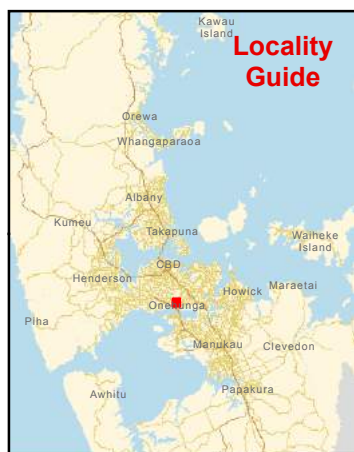 Kawau
Island
Locality
Guide
Orewa
Whangaparaoa
Albany
Kumeu
Takapuna
Waiheke
Island
CBD
Henderson
Howick
Maraetai
Onehunga
Piha
Manukau
Clevedon
Awhitu
Papakura